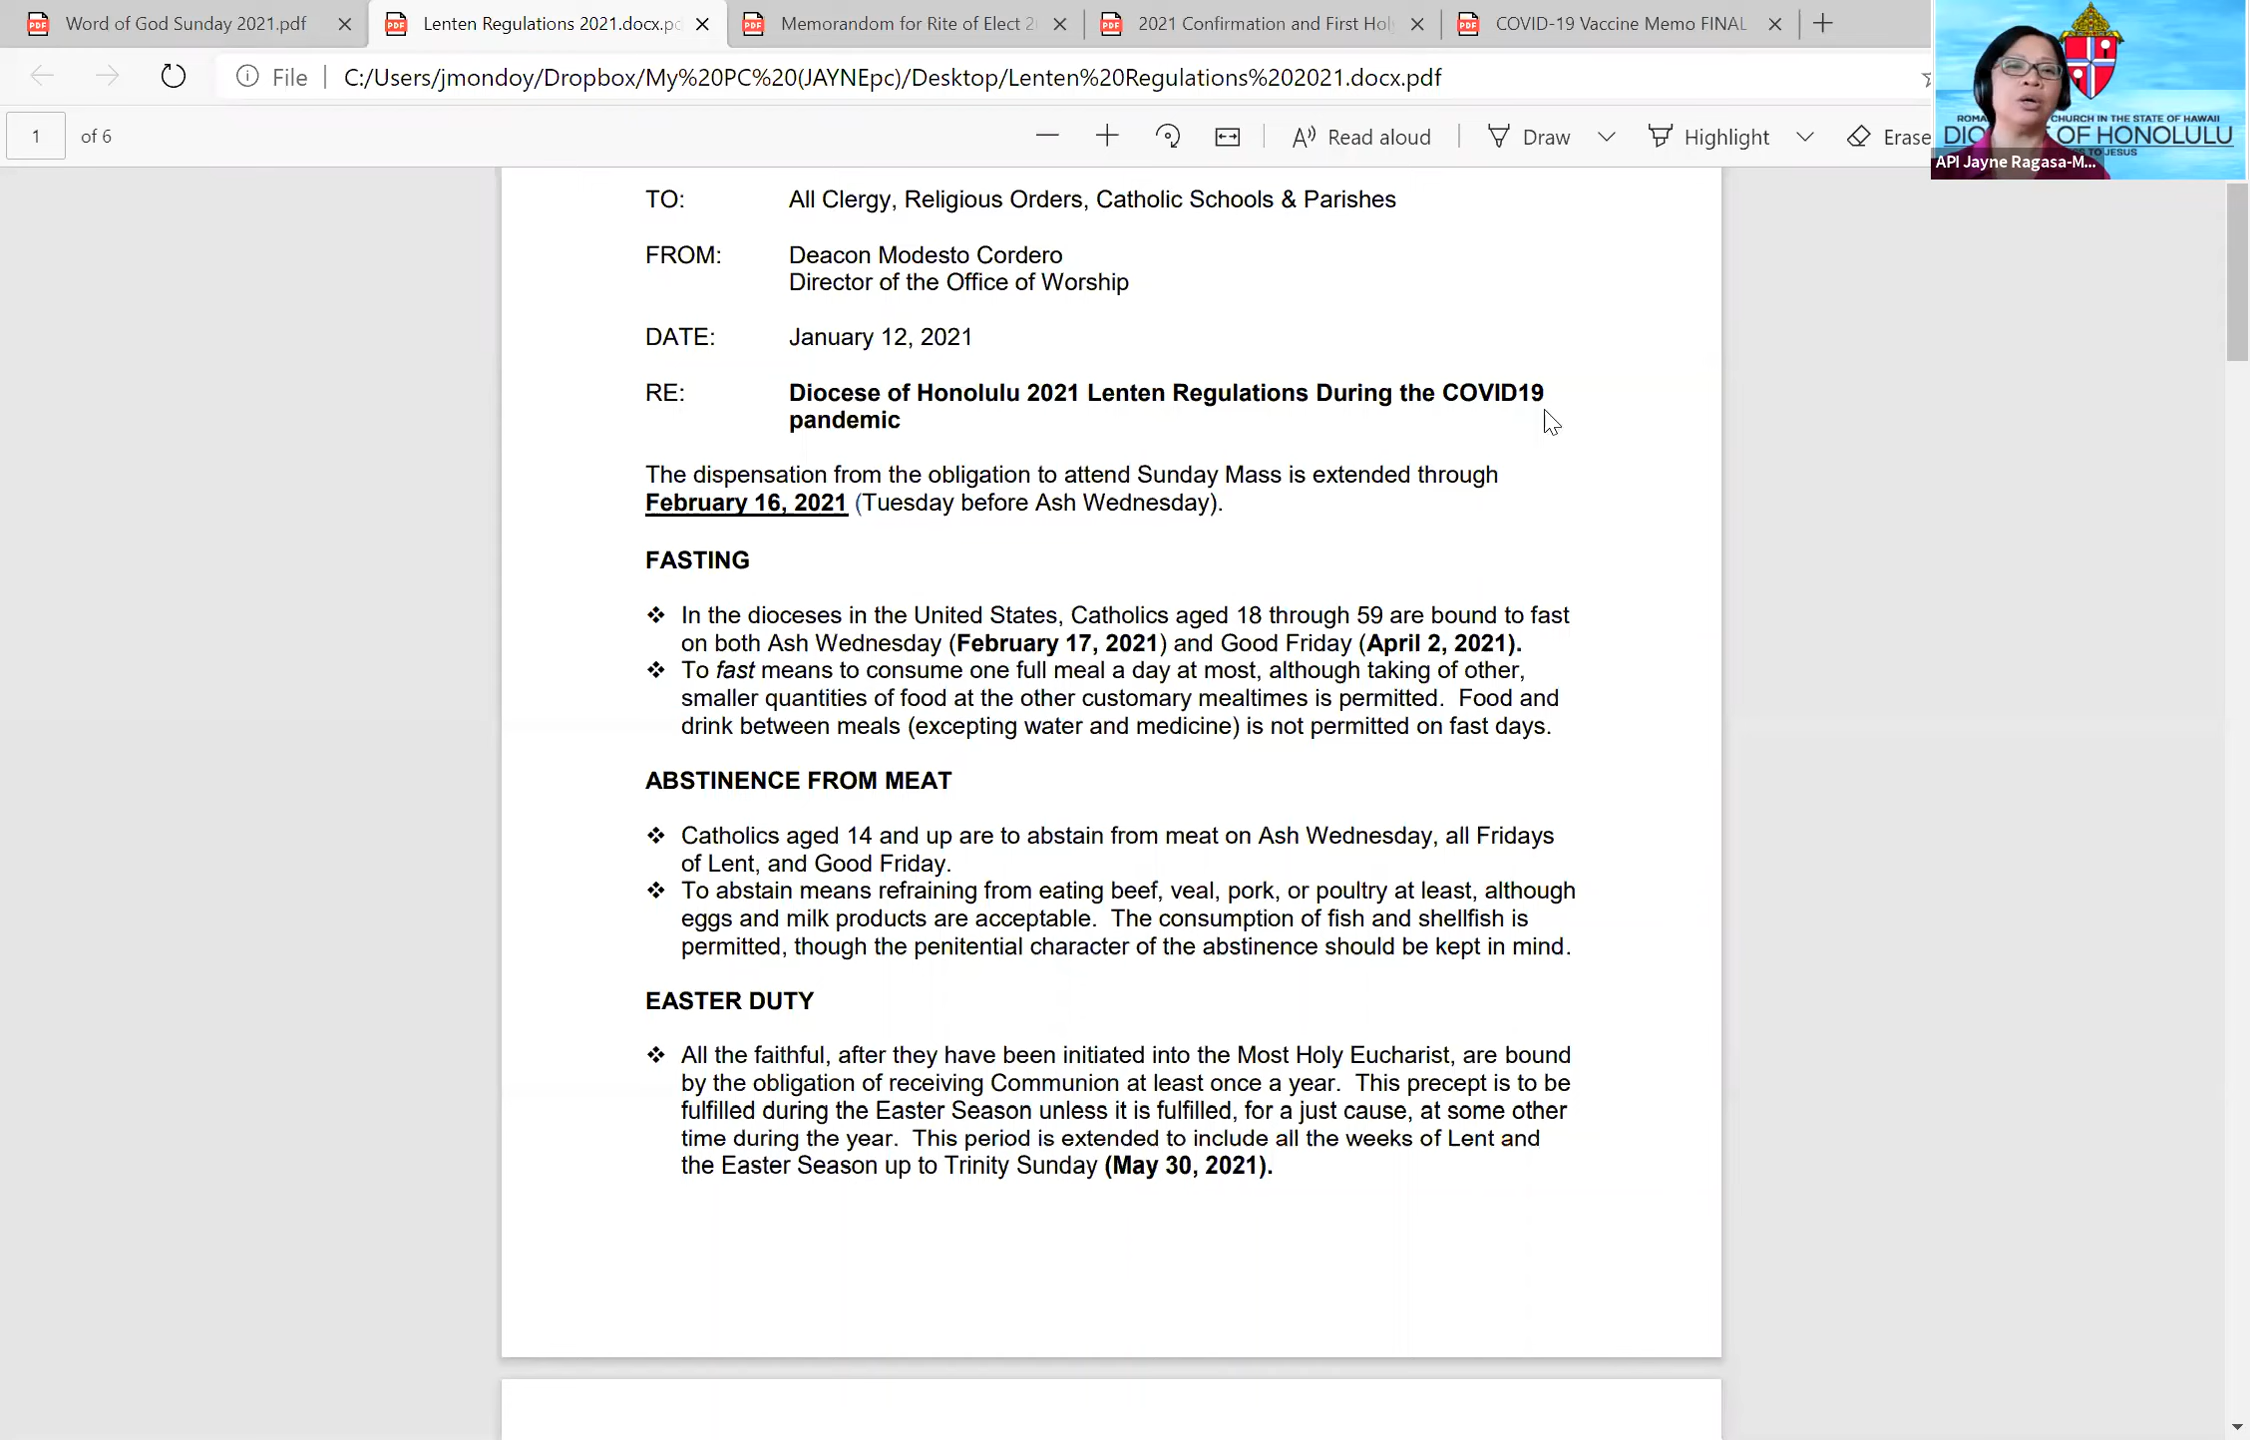 Word of God Sunday 2021.pdf
Lenten Regulations 2021.docx.pd
Memorandum for Rite of Elect 2
2021 Confirmation and First Hol
COVID-19 Vaccine Memo FINAL
File
C:/Users/jmondoy/Dropbox/My%20PC%20(JAYNEpc)/Desktop/Lenten%20Regulations%202021.docx.pdf
1 of 6
Read aloud
Draw
Highlight
Erase
CHURCH IN THE STATE OF HAWAII
OF HONOLULU
TO JESUS
API Jayne Ragasa-M...
TO: All Clergy, Religious Orders, Catholic Schools & Parishes
FROM: Deacon Modesto Cordero
Director of the Office of Worship
DATE: January 12, 2021
RE: Diocese of Honolulu 2021 Lenten Regulations During the COVID19
pandemic
The dispensation from the obligation to attend Sunday Mass is extended through
February 16, 2021 (Tuesday before Ash Wednesday).
FASTING
❖ In the dioceses in the United States, Catholics aged 18 through 59 are bound to fast
on both Ash Wednesday (February 17, 2021) and Good Friday (April 2, 2021).
❖ To fast means to consume one full meal a day at most, although taking of other,
smaller quantities of food at the other customary mealtimes is permitted. Food and
drink between meals (excepting water and medicine) is not permitted on fast days.
ABSTINENCE FROM MEAT
❖ Catholics aged 14 and up are to abstain from meat on Ash Wednesday, all Fridays
of Lent, and Good Friday.
❖ To abstain means refraining from eating beef, veal, pork, or poultry at least, although
eggs and milk products are acceptable. The consumption of fish and shellfish is
permitted, though the penitential character of the abstinence should be kept in mind.
EASTER DUTY
❖ All the faithful, after they have been initiated into the Most Holy Eucharist, are bound
by the obligation of receiving Communion at least once a year. This precept is to be
fulfilled during the Easter Season unless it is fulfilled, for a just cause, at some other
time during the year. This period is extended to include all the weeks of Lent and
the Easter Season up to Trinity Sunday (May 30, 2021).